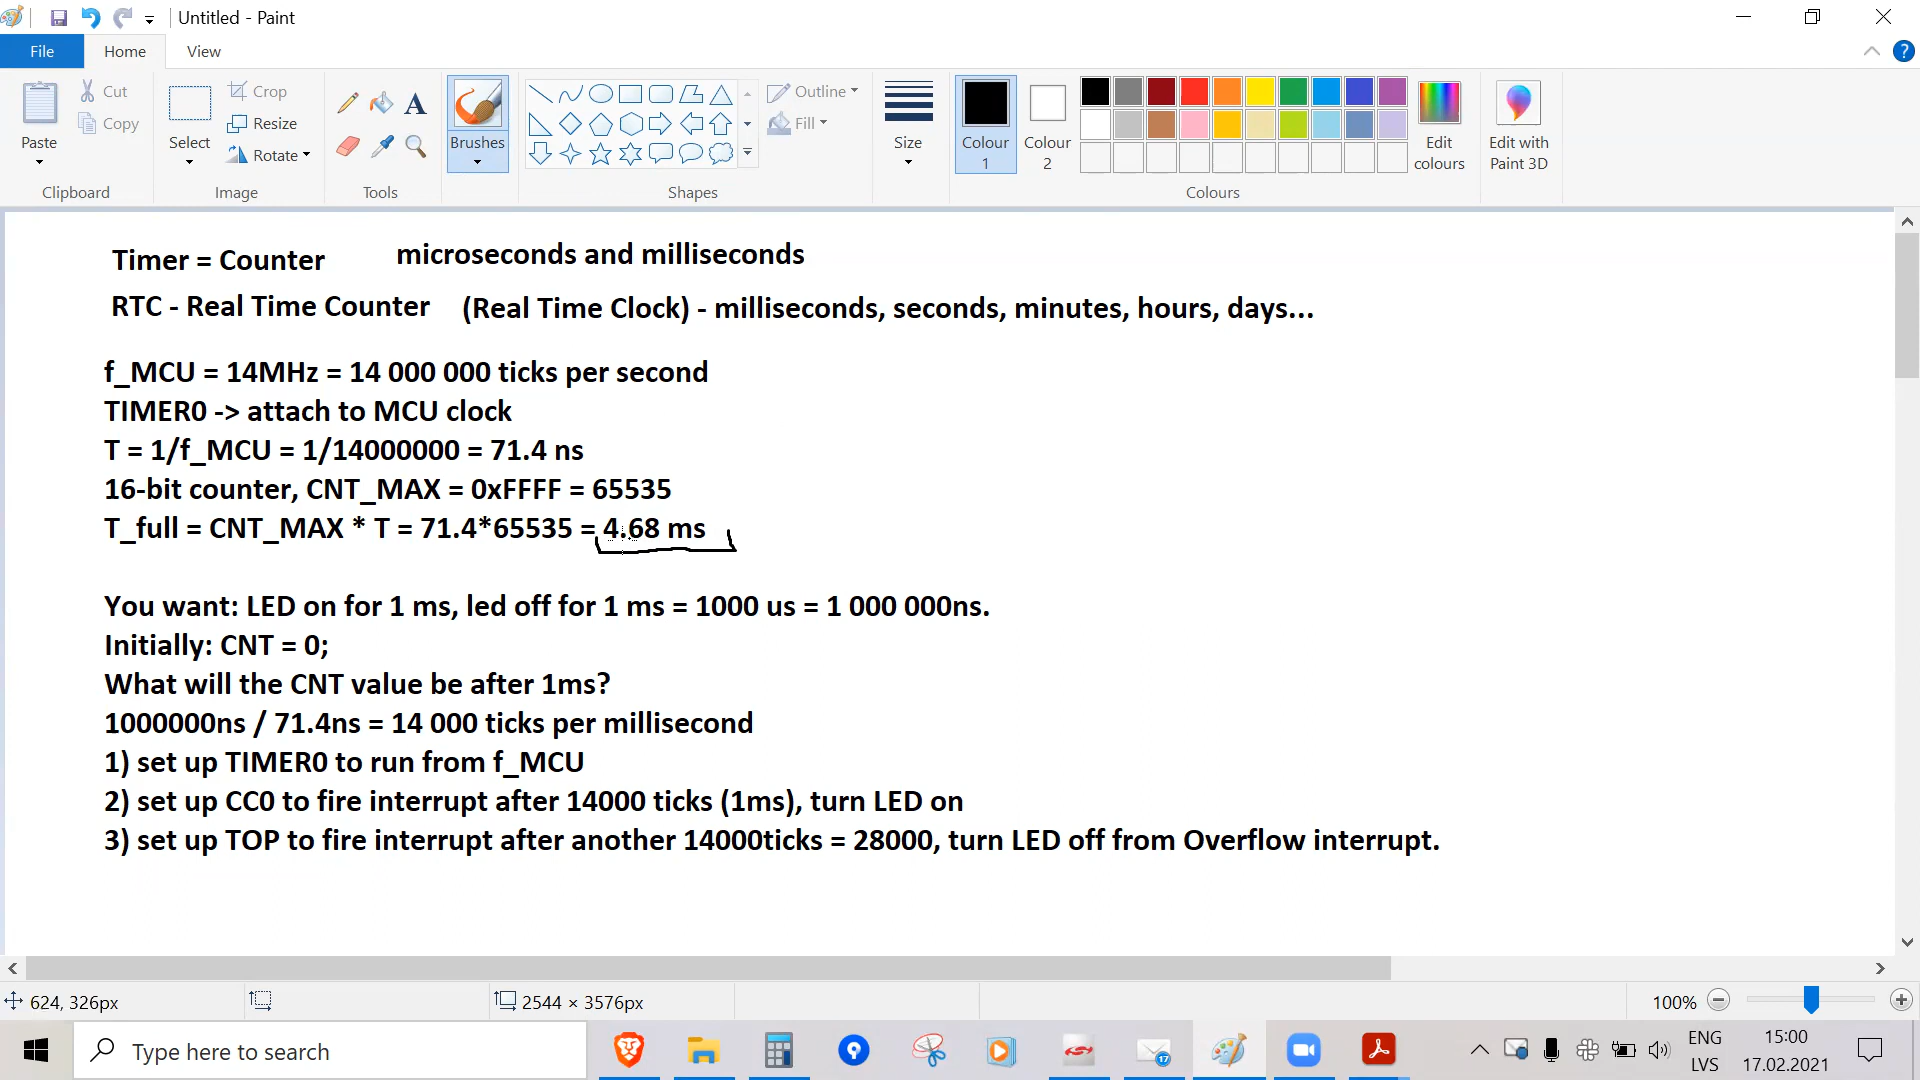 Untitled - Paint
File Home View
Paste
Cut
Copy
Clipboard
Select
Crop
Resize
Rotate
Image
A
Tools
Brushes
Shapes
Outline
Fill
Size
Colour 1
Colour 2
Colours
Edit colours
Edit with Paint 3D
?
Timer = Counter microseconds and milliseconds
RTC - Real Time Counter (Real Time Clock) - milliseconds, seconds, minutes, hours, days...
f_MCU = 14MHz = 14 000 000 ticks per second
TIMER0 -> attach to MCU clock
T = 1/f_MCU = 1/14000000 = 71.4 ns
16-bit counter, CNT_MAX = 0xFFFF = 65535
T_full = CNT_MAX * T = 71.4*65535 = 4.68 ms
You want: LED on for 1 ms, led off for 1 ms = 1000 us = 1 000 000ns.
Initially: CNT = 0;
What will the CNT value be after 1ms?
1000000ns / 71.4ns = 14 000 ticks per millisecond
1) set up TIMER0 to run from f_MCU
2) set up CC0 to fire interrupt after 14000 ticks (1ms), turn LED on
3) set up TOP to fire interrupt after another 14000ticks = 28000, turn LED off from Overflow interrupt.
624, 326px
2544 × 3576px
100%
Type here to search
17
ENG
LVS
15:00
17.02.2021